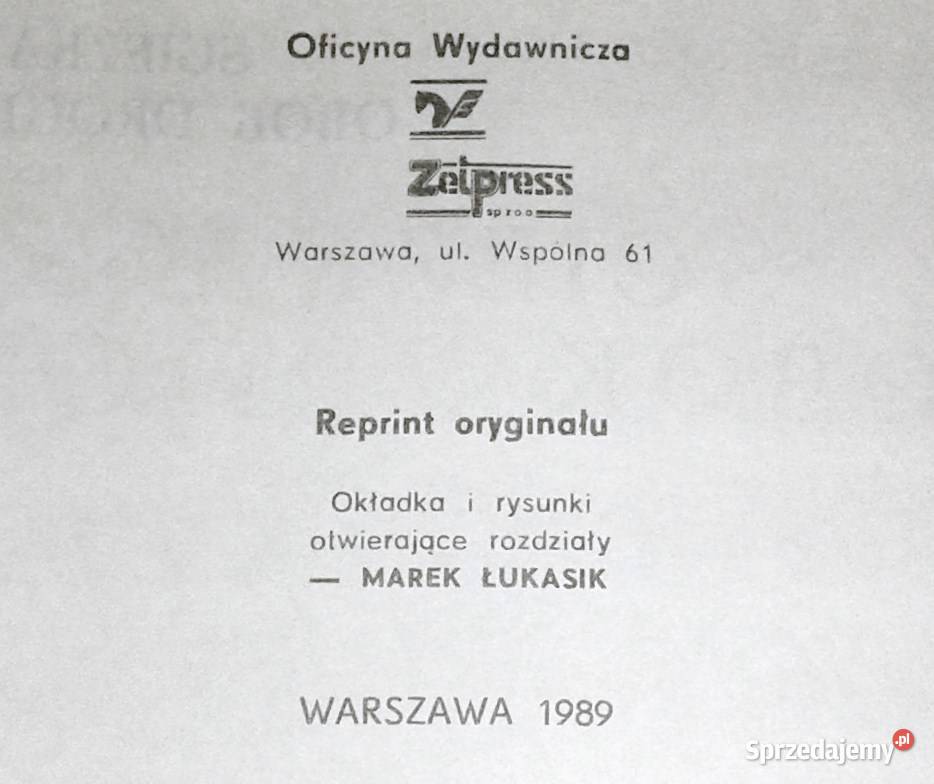 Oficyna Wydawnicza
Zetpress
sp z o o
Warszawa, ul. Wspólna 61
Reprint oryginału
Okładka i rysunki
otwierające rozdziały
— MAREK ŁUKASIK
WARSZAWA 1989
Sprzedajemy.pl